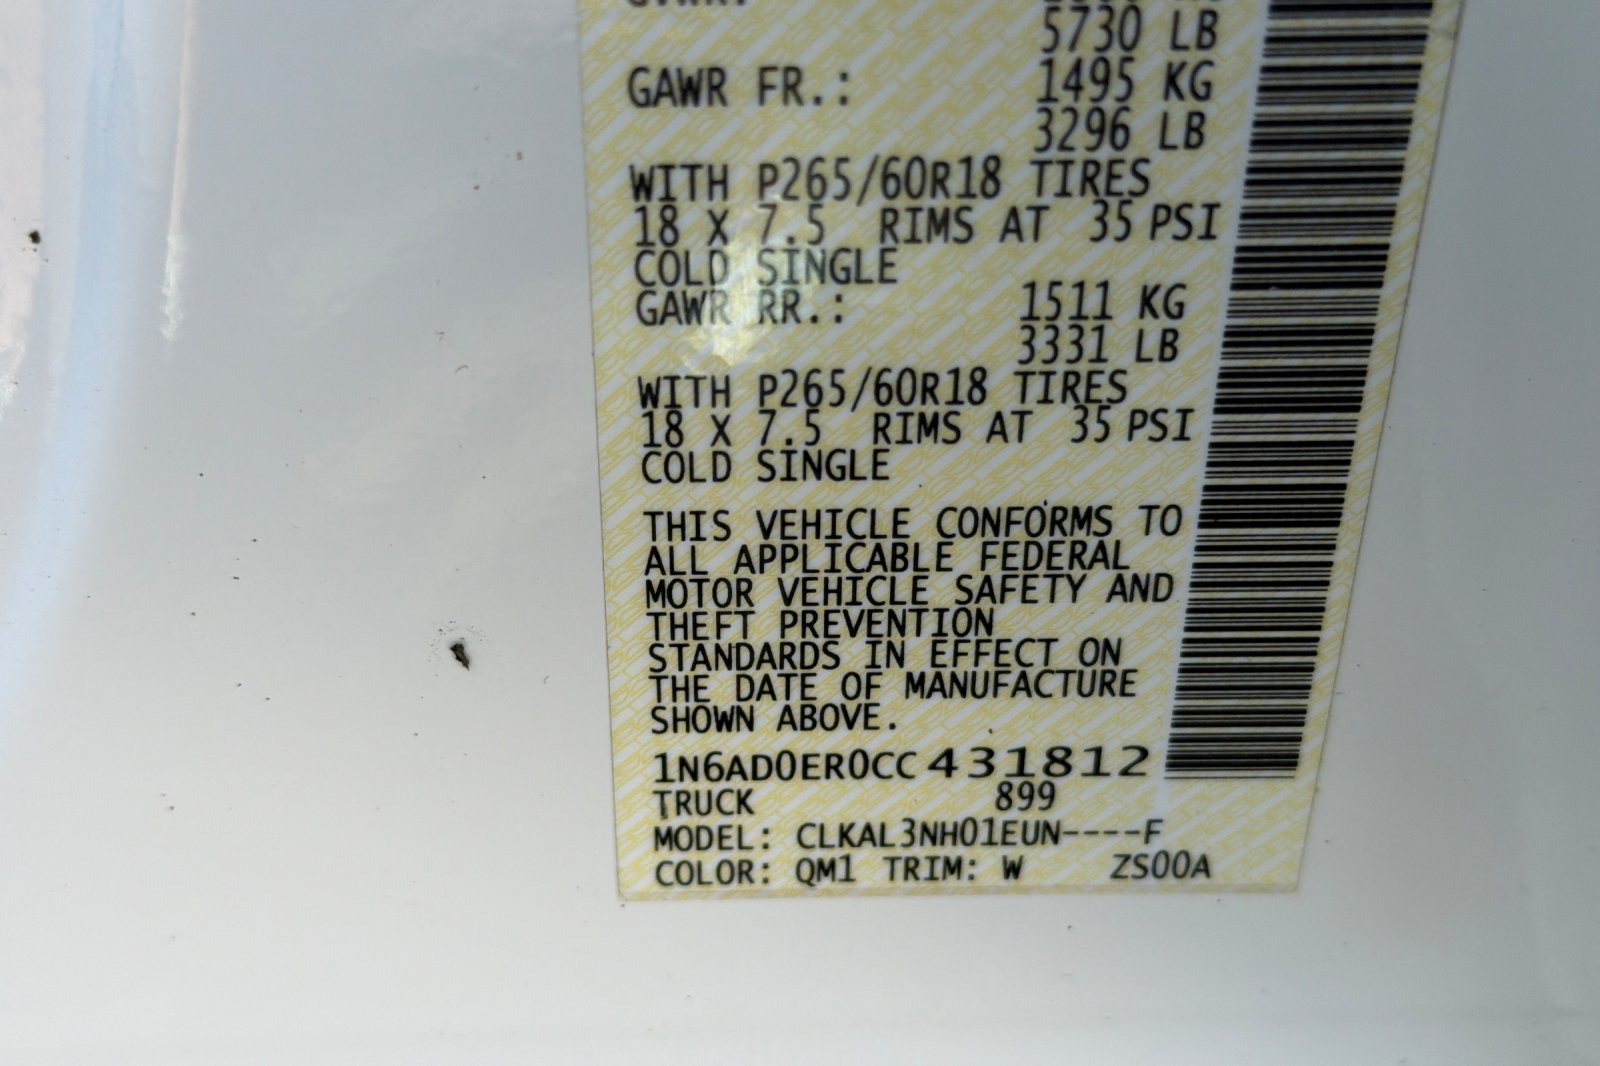 5730 LB
GAWR FR.: 1495 KG
3296 LB
WITH P265/60R18 TIRES
18 X 7.5 RIMS AT 35 PSI
COLD SINGLE
GAWR RR.: 1511 KG
3331 LB
WITH P265/60R18 TIRES
18 X 7.5 RIMS AT 35 PSI
COLD SINGLE
THIS VEHICLE CONFORMS TO
ALL APPLICABLE FEDERAL
MOTOR VEHICLE SAFETY AND
THEFT PREVENTION
STANDARDS IN EFFECT ON
THE DATE OF MANUFACTURE
SHOWN ABOVE.
1N6AD0ER0CC431812
TRUCK 899
MODEL: CLKAL3NH01EUN----F
COLOR: QM1 TRIM: W ZS00A